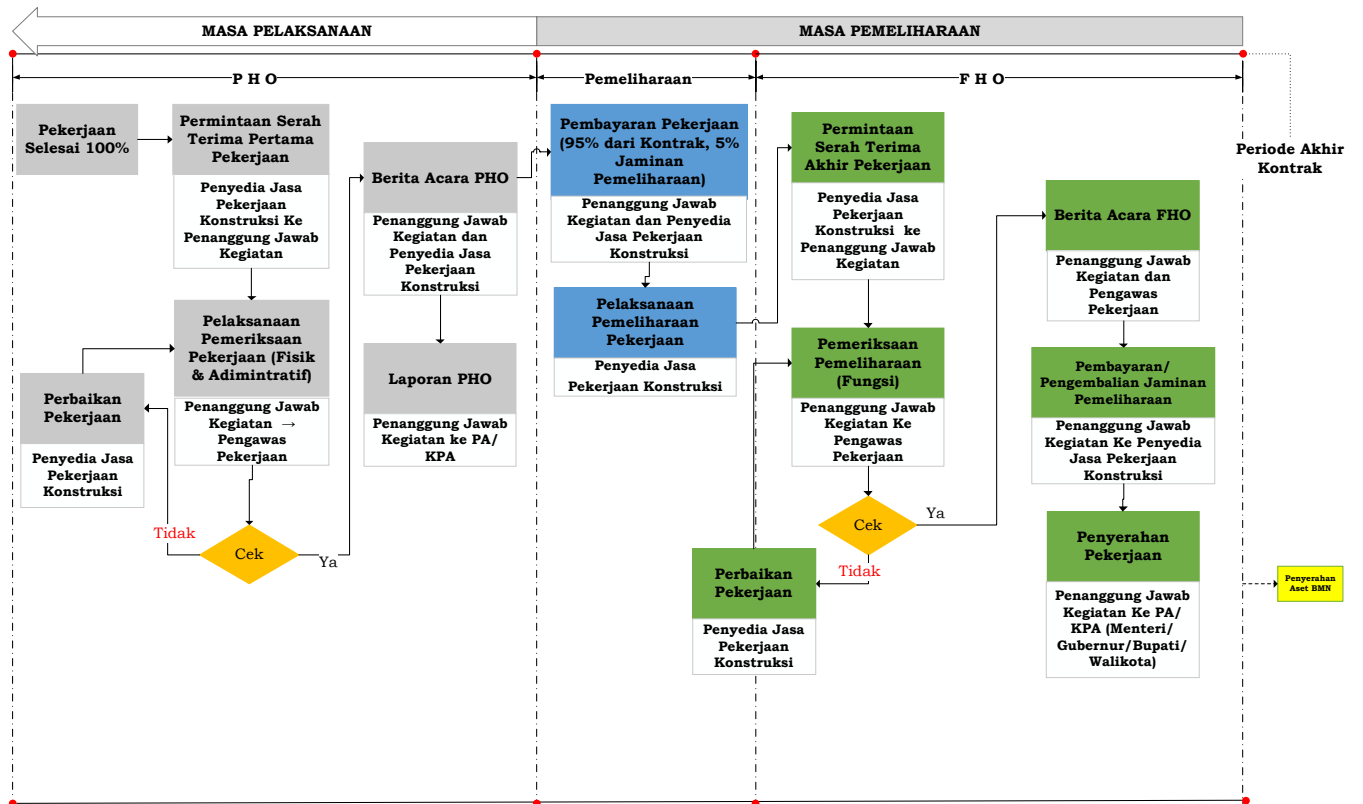 MASA PELAKSANAAN
MASA PEMELIHARAAN
P H O
Pemeliharaan
F H O
Pekerjaan
Selesai 100%
Permintaan Serah
Terima Pertama
Pekerjaan
Penyedia Jasa
Pekerjaan
Konstruksi Ke
Penanggung Jawab
Kegiatan
Pelaksanaan
Pemeriksaan
Pekerjaan (Fisik
& Adimintratif)
Penanggung Jawab
Kegiatan →
Pengawas
Pekerjaan
Perbaikan
Pekerjaan
Penyedia Jasa
Pekerjaan
Konstruksi
Tidak
Cek
Ya
Berita Acara PHO
Penanggung Jawab
Kegiatan dan
Penyedia Jasa
Pekerjaan
Konstruksi
Laporan PHO
Penanggung Jawab
Kegiatan ke PA/
KPA
Pembayaran Pekerjaan
(95% dari Kontrak, 5%
Jaminan
Pemeliharaan)
Penanggung Jawab
Kegiatan dan Penyedia
Jasa Pekerjaan
Konstruksi
Pelaksanaan
Pemeliharaan
Pekerjaan
Penyedia Jasa
Pekerjaan Konstruksi
Permintaan
Serah Terima
Akhir Pekerjaan
Penyedia Jasa
Pekerjaan
Konstruksi ke
Penanggung Jawab
Kegiatan
Pemeriksaan
Pemeliharaan
(Fungsi)
Penanggung Jawab
Kegiatan Ke
Pengawas
Pekerjaan
Cek
Ya
Tidak
Perbaikan
Pekerjaan
Penyedia Jasa
Pekerjaan
Konstruksi
Berita Acara FHO
Penanggung Jawab
Kegiatan dan
Pengawas
Pekerjaan
Pembayaran/
Pengembalian Jaminan
Pemeliharaan
Penanggung Jawab
Kegiatan Ke Penyedia
Jasa Pekerjaan
Konstruksi
Penyerahan
Pekerjaan
Penanggung Jawab
Kegiatan Ke PA/
KPA (Menteri/
Gubernur/Bupati/
Walikota)
Periode Akhir
Kontrak
Penyerahan
Aset BMN